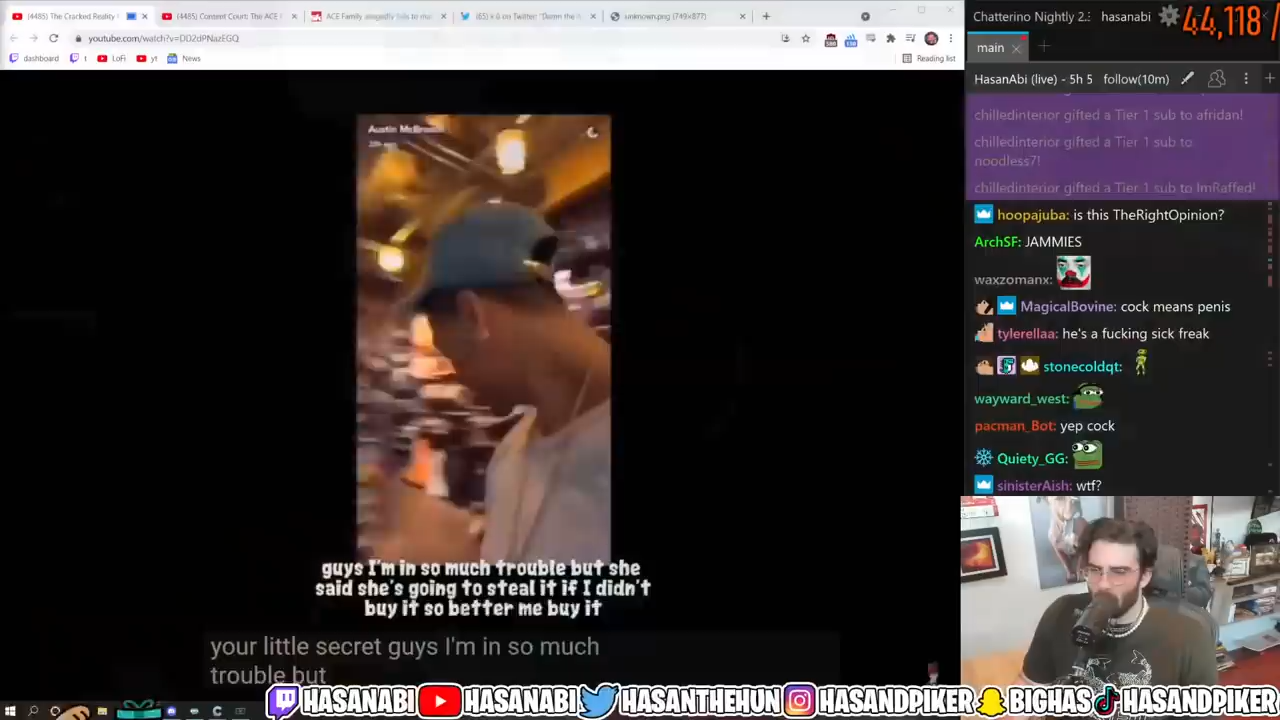 (4485) The Cracked Reality
(4485) Content Court: The ACE
ACE Family allegedly fails to
(65)
on Twitter: "Damn the
unknown.png (749×877)
Chatterino Nightly 2.
hasanabi
44,118 /
youtube.com/watch?v=DD2dPNazEGQ
main
dashboard
t
LoFi
yt
News
Reading list
HasanAbi (live) - 5h 5
follow(10m)
chilledinterior gifted a Tier 1 sub to afridan!
chilledinterior gifted a Tier 1 sub to
noodless7!
chilledinterior gifted a Tier 1 sub to ImRaffed!
Austin McBroom
hoopajuba: is this TheRightOpinion?
ArchSF: JAMMIES
waxzomanx:
MagicalBovine: cock means penis
tylerellaa: he's a fucking sick freak
stonecoldqt:
wayward_west:
pacman_Bot: yep cock
Quiety_GG:
sinisterAish: wtf?
guys I'm in so much trouble but she
said she's going to steal it if I didn't
buy it so better me buy it
your little secret guys I'm in so much
trouble but
HASANABI HASANABI HASANTHEHUN HASANDPIKER BIGHAS HASANDPIKER